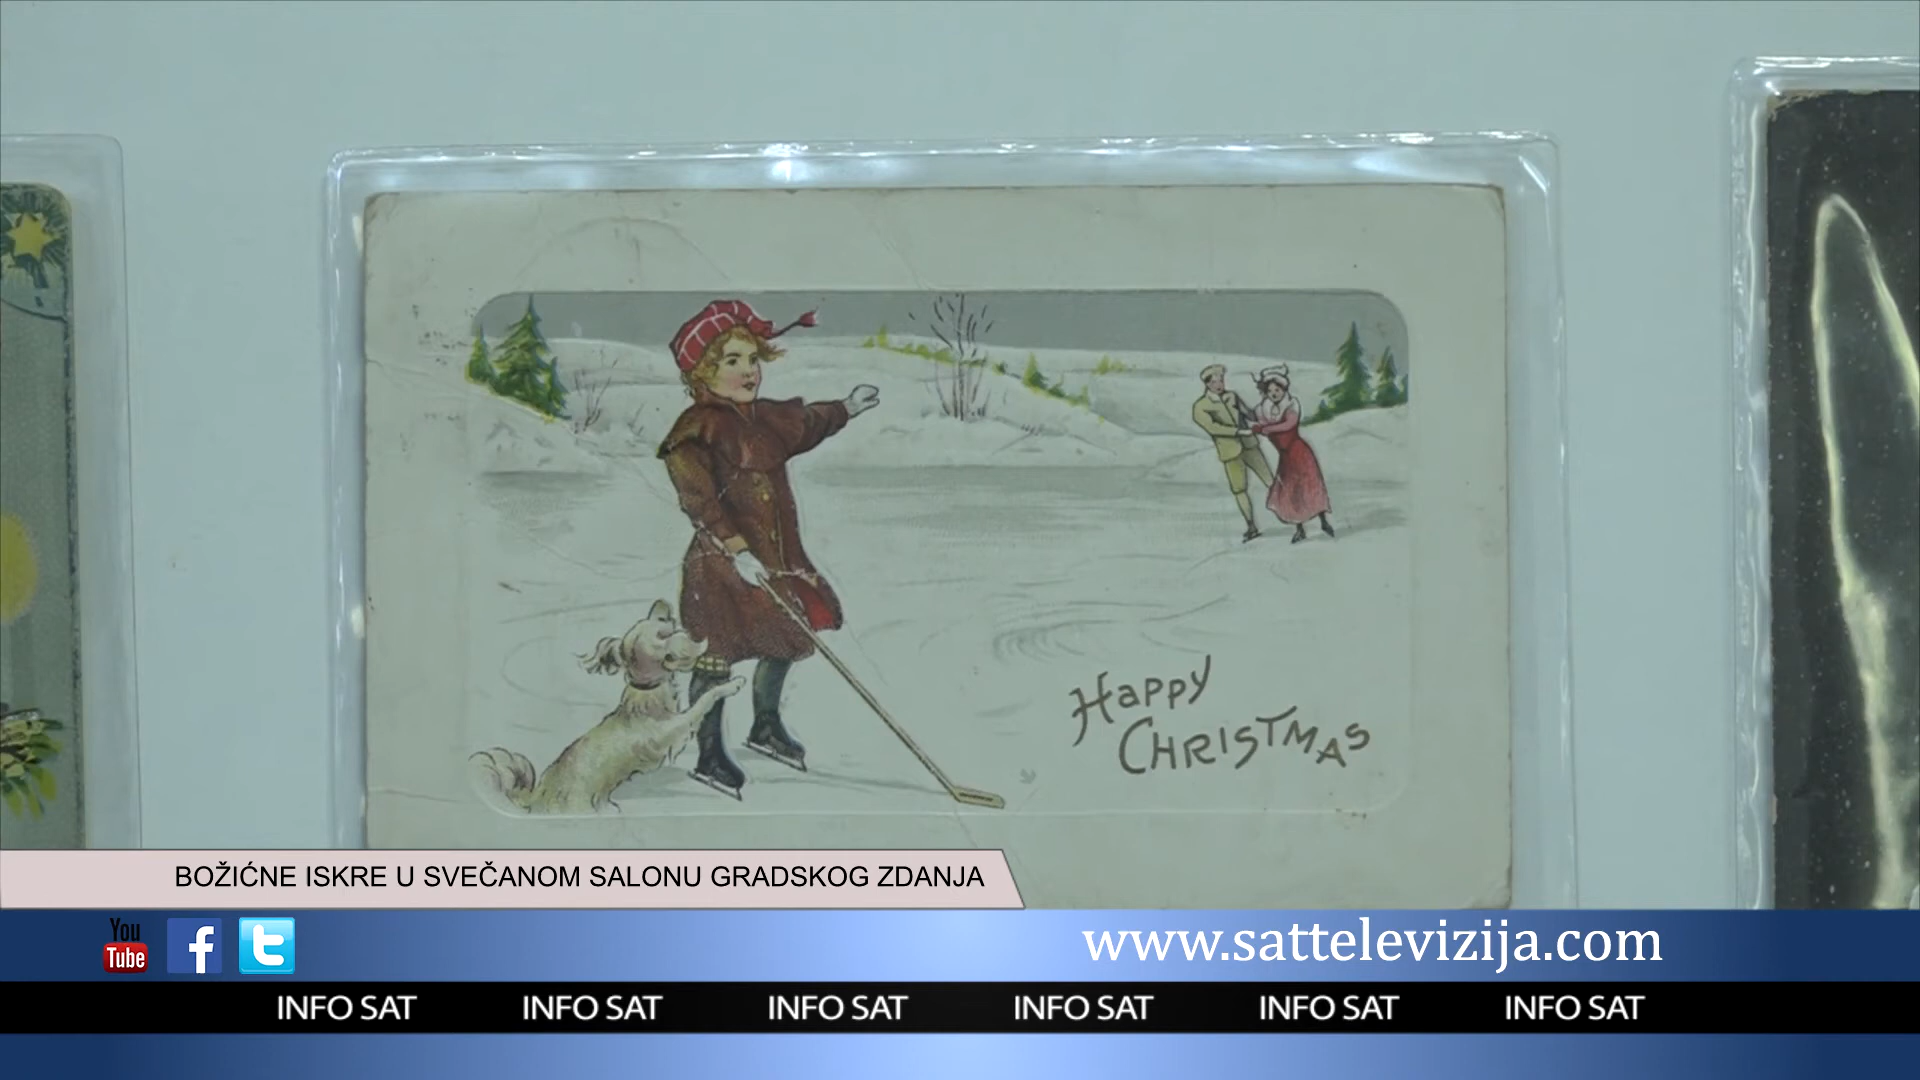 Happy
Christmas
BOŽIĆNE ISKRE U SVEČANOM SALONU GRADSKOG ZDANJA
You
Tube
f
t
www.sattelevizija.com
INFO SAT INFO SAT INFO SAT INFO SAT INFO SAT INFO SAT